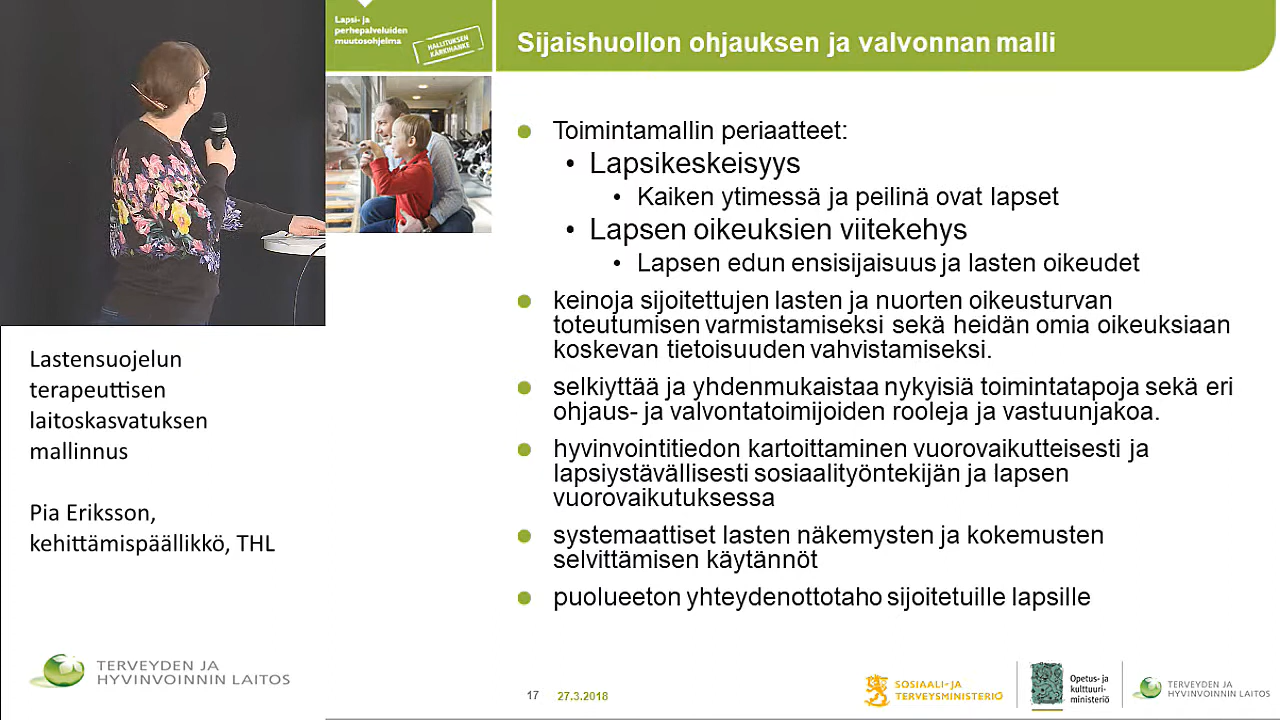 Lapsi- ja
perhepalveluiden
muutosohjelma
HALLITUKSEN
KÄRKIHANKE
Sijaishuollon ohjauksen ja valvonnan malli
Toimintamallin periaatteet:
Lapsikeskeisyys
Kaiken ytimessä ja peilinä ovat lapset
Lapsen oikeuksien viitekehys
Lapsen edun ensisijaisuus ja lasten oikeudet
keinoja sijoitettujen lasten ja nuorten oikeusturvan
toteutumisen varmistamiseksi sekä heidän omia oikeuksiaan
koskevan tietoisuuden vahvistamiseksi.
selkiyttää ja yhdenmukaistaa nykyisiä toimintatapoja sekä eri
ohjaus- ja valvontatoimijoiden rooleja ja vastuunjakoa.
hyvinvointitiedon kartoittaminen vuorovaikutteisesti ja
lapsiystävällisesti sosiaalityöntekijän ja lapsen
vuorovaikutuksessa
systemaattiset lasten näkemysten ja kokemusten
selvittämisen käytännöt
puolueeton yhteydenottotaho sijoitetuille lapsille
Lastensuojelun
terapeuttisen
laitoskasvatuksen
mallinnus
Pia Eriksson,
kehittämispäällikkö, THL
TERVEYDEN JA
HYVINVOINNIN LAITOS
17 27.3.2018
SOSIAALI- JA
TERVEYSMINISTERIÖ
Opetus- ja
kulttuuri-
ministeriö
TERVEYDEN JA
HYVINVOINNIN LAITOS